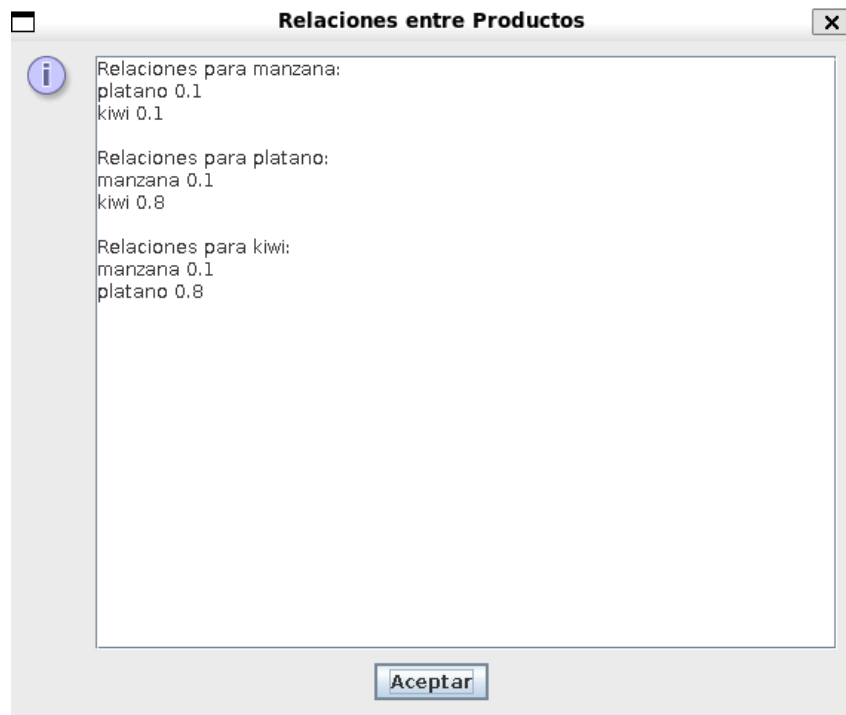 Relaciones entre Productos
i
Relaciones para manzana:
platano 0.1
kiwi 0.1
Relaciones para platano:
manzana 0.1
kiwi 0.8
Relaciones para kiwi:
manzana 0.1
platano 0.8
Aceptar